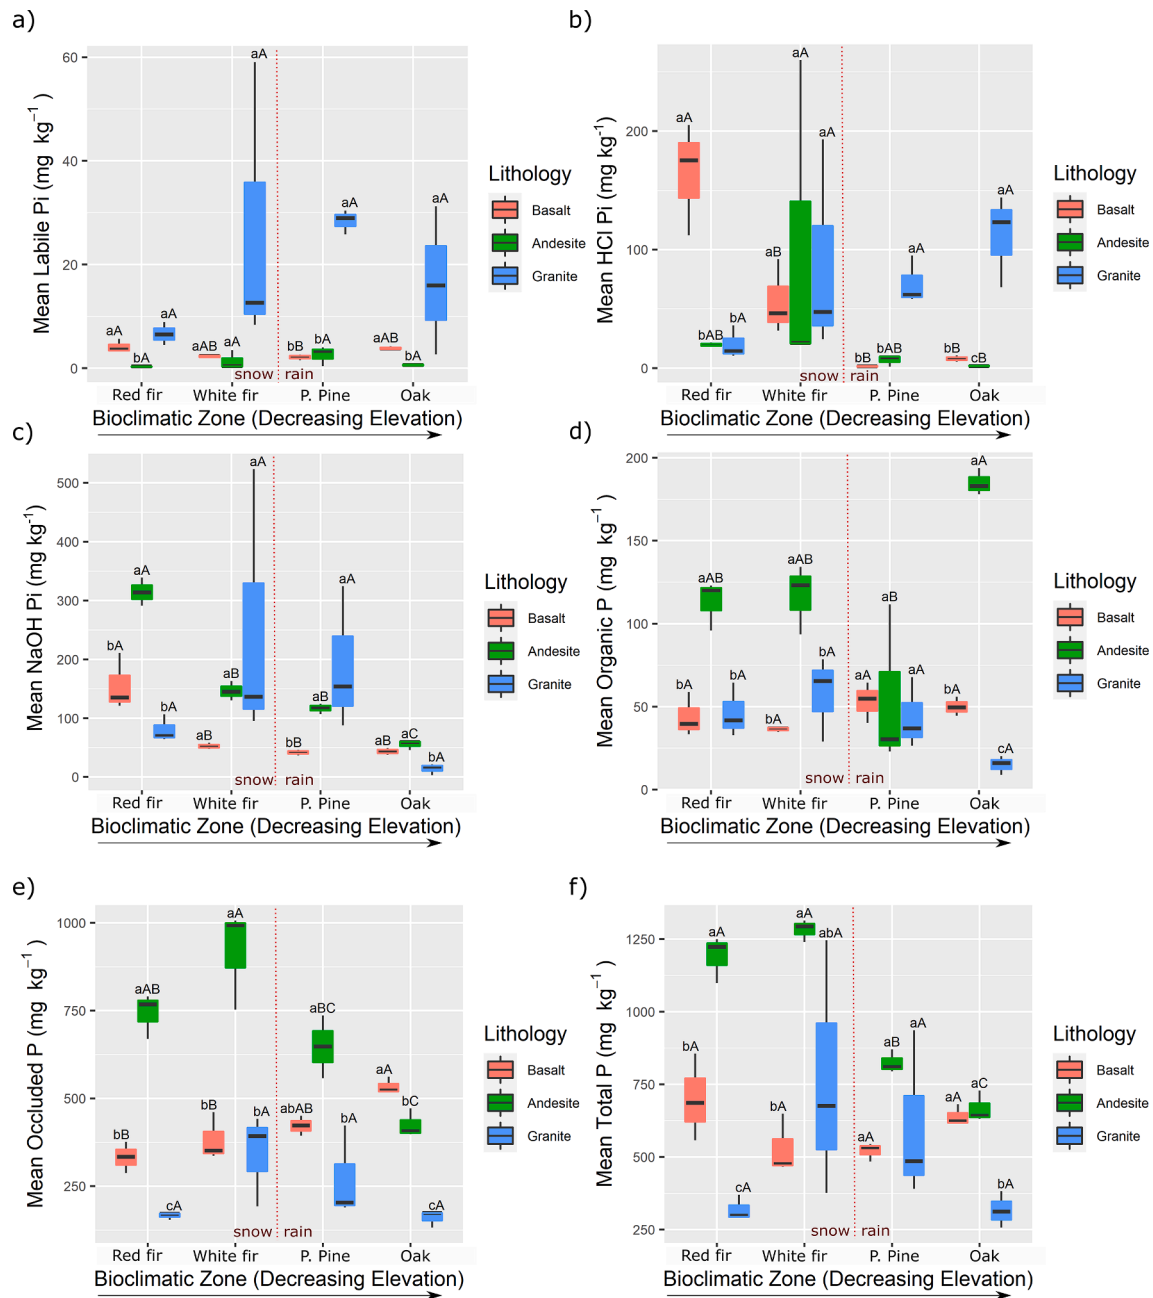 a)
Mean Labile Pi (mg kg⁻¹)
60
40
20
0
aA
bA
aA
aAB
aA
aA
bB
bA
aA
aAB
bA
aA
snow rain
Red fir White fir P. Pine Oak
Bioclimatic Zone (Decreasing Elevation)
Lithology
Basalt
Andesite
Granite
b)
Mean HCl Pi (mg kg⁻¹)
200
100
0
aA
bAB
bA
aB
aA
aA
bB
bAB
aA
bB
cB
aA
snow rain
Red fir White fir P. Pine Oak
Bioclimatic Zone (Decreasing Elevation)
Lithology
Basalt
Andesite
Granite
c)
Mean NaOH Pi (mg kg⁻¹)
500
400
300
200
100
0
bA
aA
bA
aB
aB
aA
bB
aB
aA
aB
aC
bA
snow rain
Red fir White fir P. Pine Oak
Bioclimatic Zone (Decreasing Elevation)
Lithology
Basalt
Andesite
Granite
d)
Mean Organic P (mg kg⁻¹)
200
150
100
50
0
bA
aAB
bA
bA
aAB
aA
aA
aB
aA
bA
aA
cA
snow rain
Red fir White fir P. Pine Oak
Bioclimatic Zone (Decreasing Elevation)
Lithology
Basalt
Andesite
Granite
e)
Mean Occluded P (mg kg⁻¹)
1000
750
500
250
bB
aAB
cA
bB
aA
bA
abAB
aBC
bA
aA
bC
cA
snow rain
Red fir White fir P. Pine Oak
Bioclimatic Zone (Decreasing Elevation)
Lithology
Basalt
Andesite
Granite
f)
Mean Total P (mg kg⁻¹)
1250
1000
750
500
250
bA
aA
cA
bA
aA
abA
aA
aB
aA
aA
aC
bA
snow rain
Red fir White fir P. Pine Oak
Bioclimatic Zone (Decreasing Elevation)
Lithology
Basalt
Andesite
Granite